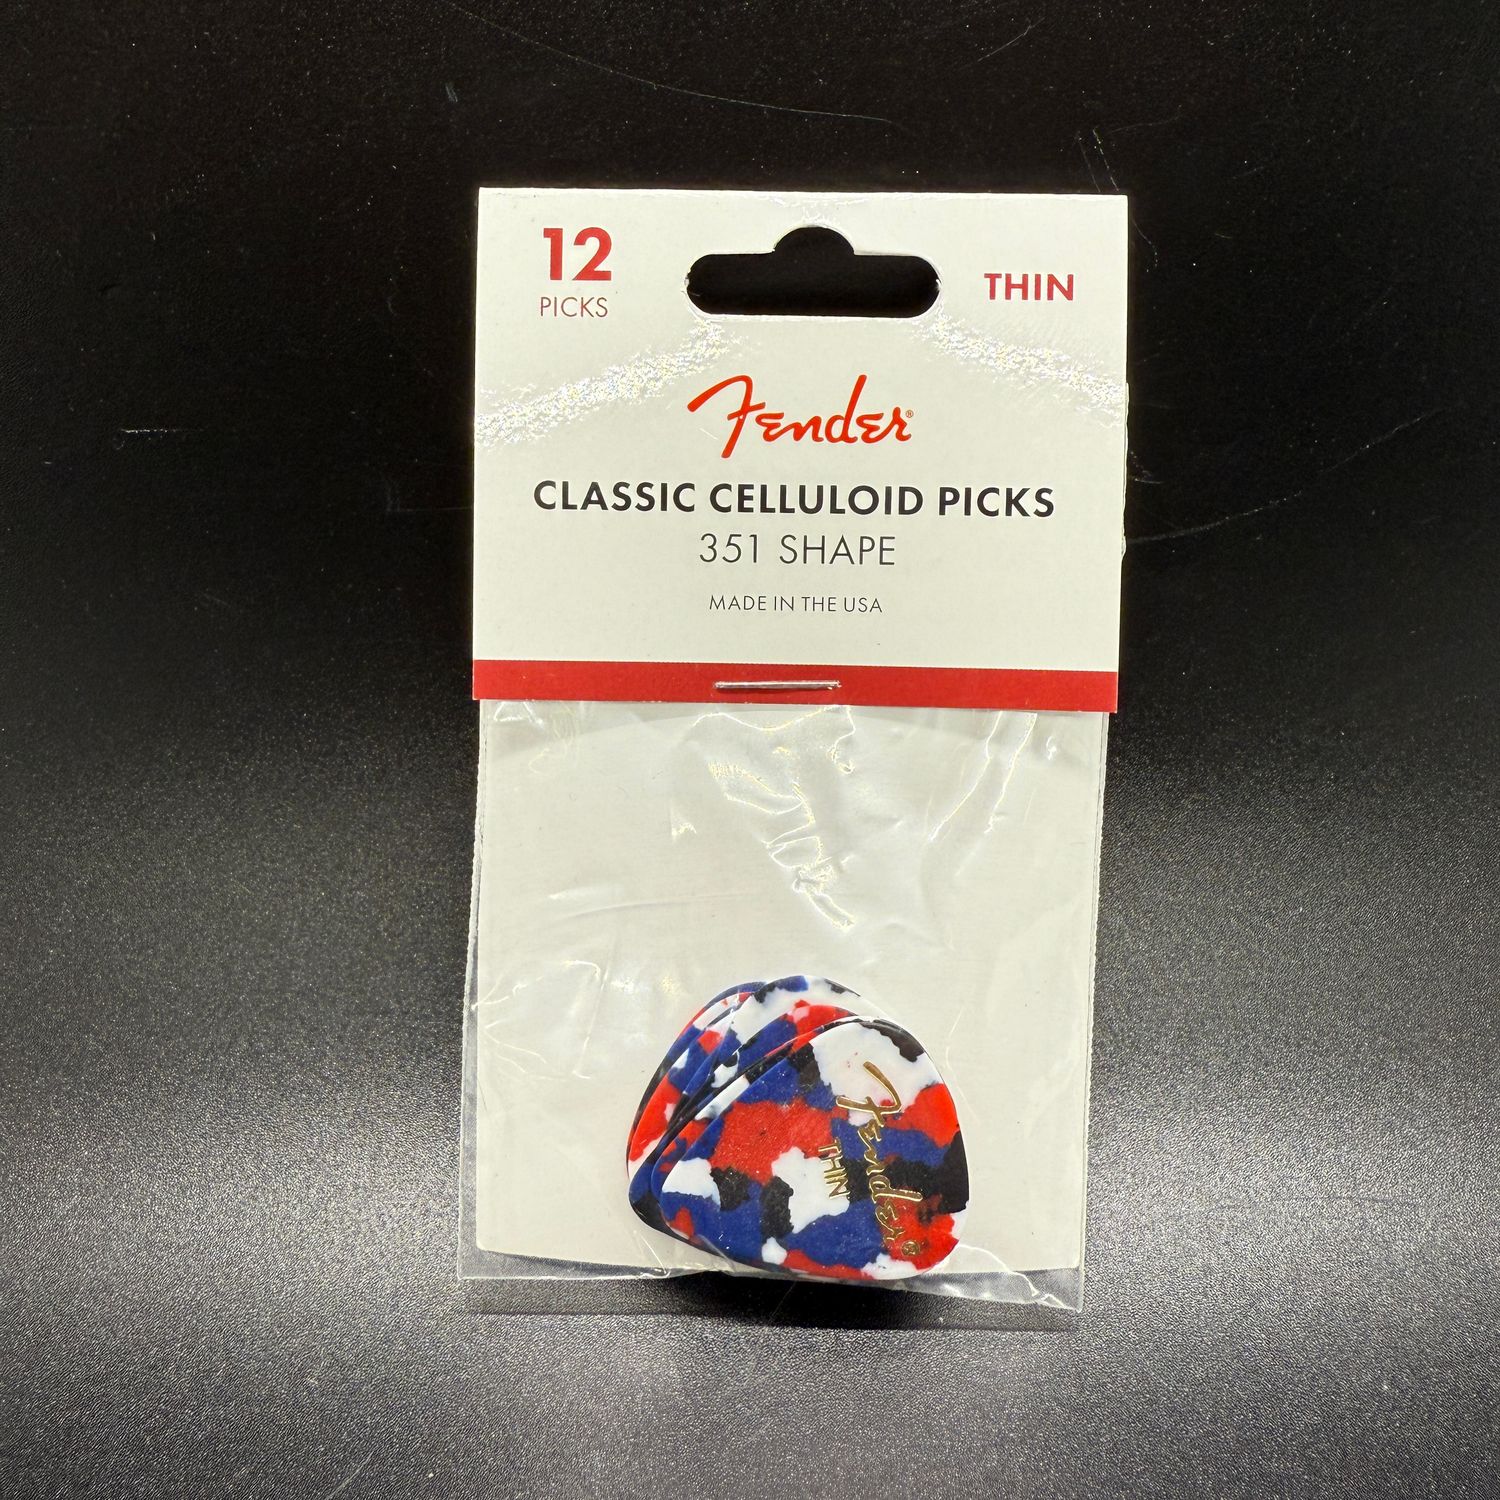 12
PICKS
THIN
Fender®
CLASSIC CELLULOID PICKS
351 SHAPE
MADE IN THE USA
Fender®
THIN